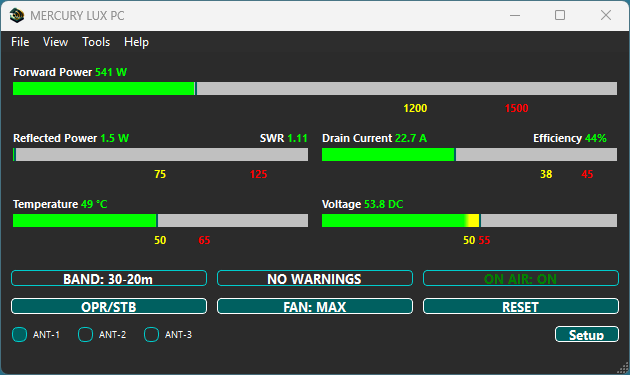 MERCURY LUX PC
File View Tools Help
Forward Power 541 W
1200 1500
Reflected Power 1.5 W SWR 1.11 Drain Current 22.7 A Efficiency 44%
75 125 38 45
Temperature 49 °C Voltage 53.8 DC
50 65 50 55
BAND: 30-20m NO WARNINGS ON AIR: ON
OPR/STB FAN: MAX RESET
ANT-1 ANT-2 ANT-3 Setup